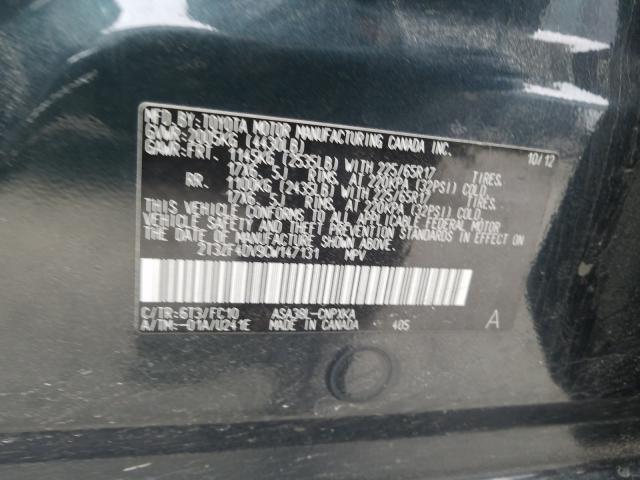 MFD.BY:TOYOTA MOTOR MANUFACTURING CANADA INC.
GVWR:2005KG (4430LB) 10/12
GAWR:FRT. 1145KG (2535LB) WITH 225/65R17 TIRES.
17X6.5J RIMS. AT 220KPA (32PSI) COLD.
RR. 1100KG (2435LB) WITH 225/65R17 TIRES.
17X6.5J RIMS. AT 220KPA (32PSI) COLD.
THIS VEHICLE CONFORMS TO ALL APPLICABLE FEDERAL MOTOR
VEHICLE SAFETY AND THEFT PREVENTION STANDARDS IN EFFECT ON
THE DATE OF MANUFACTURE SHOWN ABOVE.
MPV
C/TR:6T3/FC10 ASA38L-CNPXKA
A/TM:-01A/U241E MADE IN CANADA 405 A